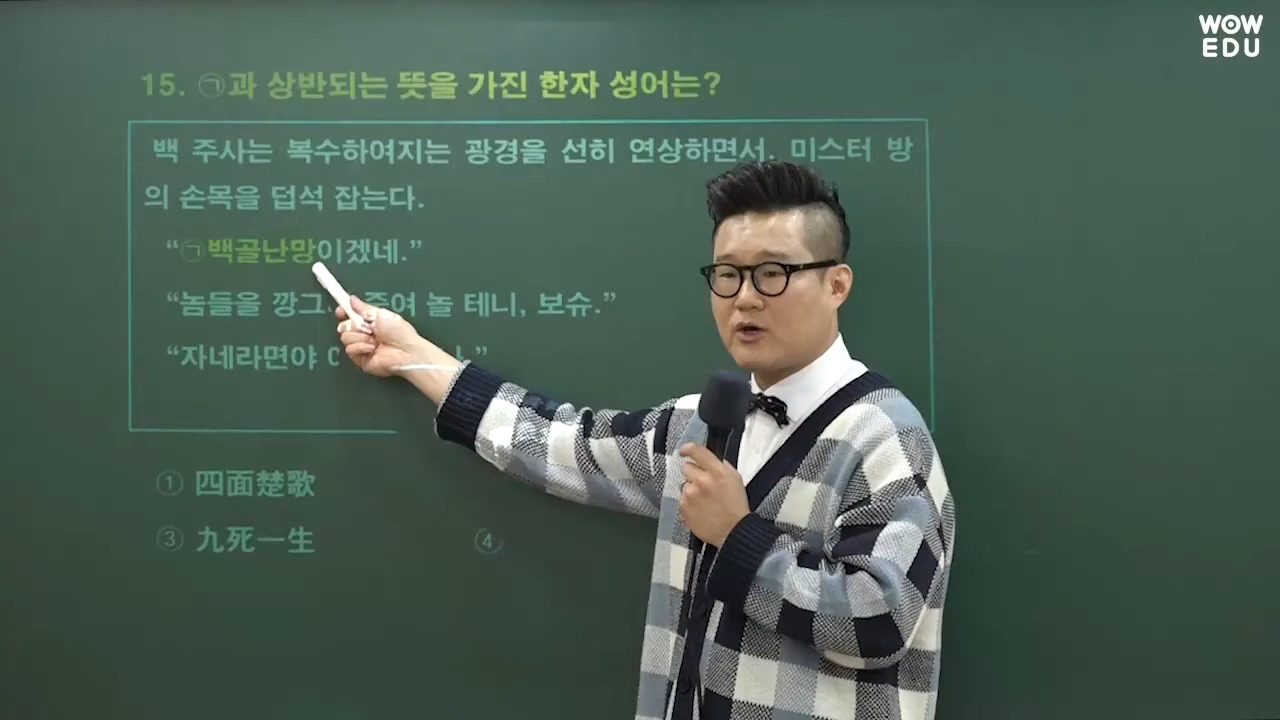 WOW
EDU
15. ㉠과 상반되는 뜻을 가진 한자 성어는?
백 주사는 복수하여지는 광경을 선히 연상하면서, 미스터 방
의 손목을 덥석 잡는다.
“㉠백골난망이겠네.”
“놈들을 깡그 죽여 놀 테니, 보슈.”
“자네라면야
① 四面楚歌
③ 九死一生
④